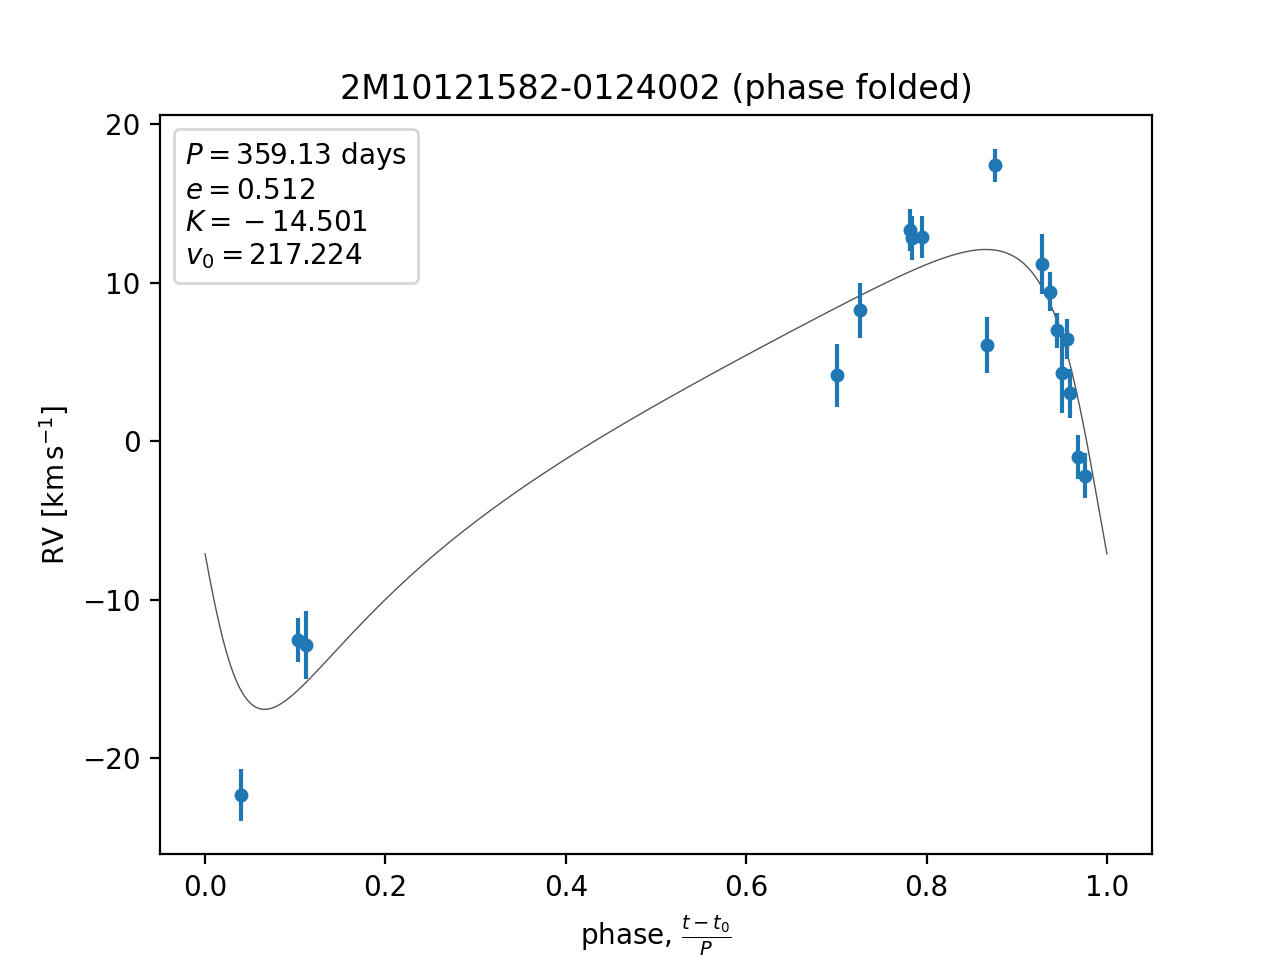 2M10121582-0124002 (phase folded)
P = 359.13 days
e = 0.512
K = −14.501
v₀ = 217.224
20
10
0
−10
−20
RV [km s⁻¹]
0.0 0.2 0.4 0.6 0.8 1.0
phase, (t − t₀)/P